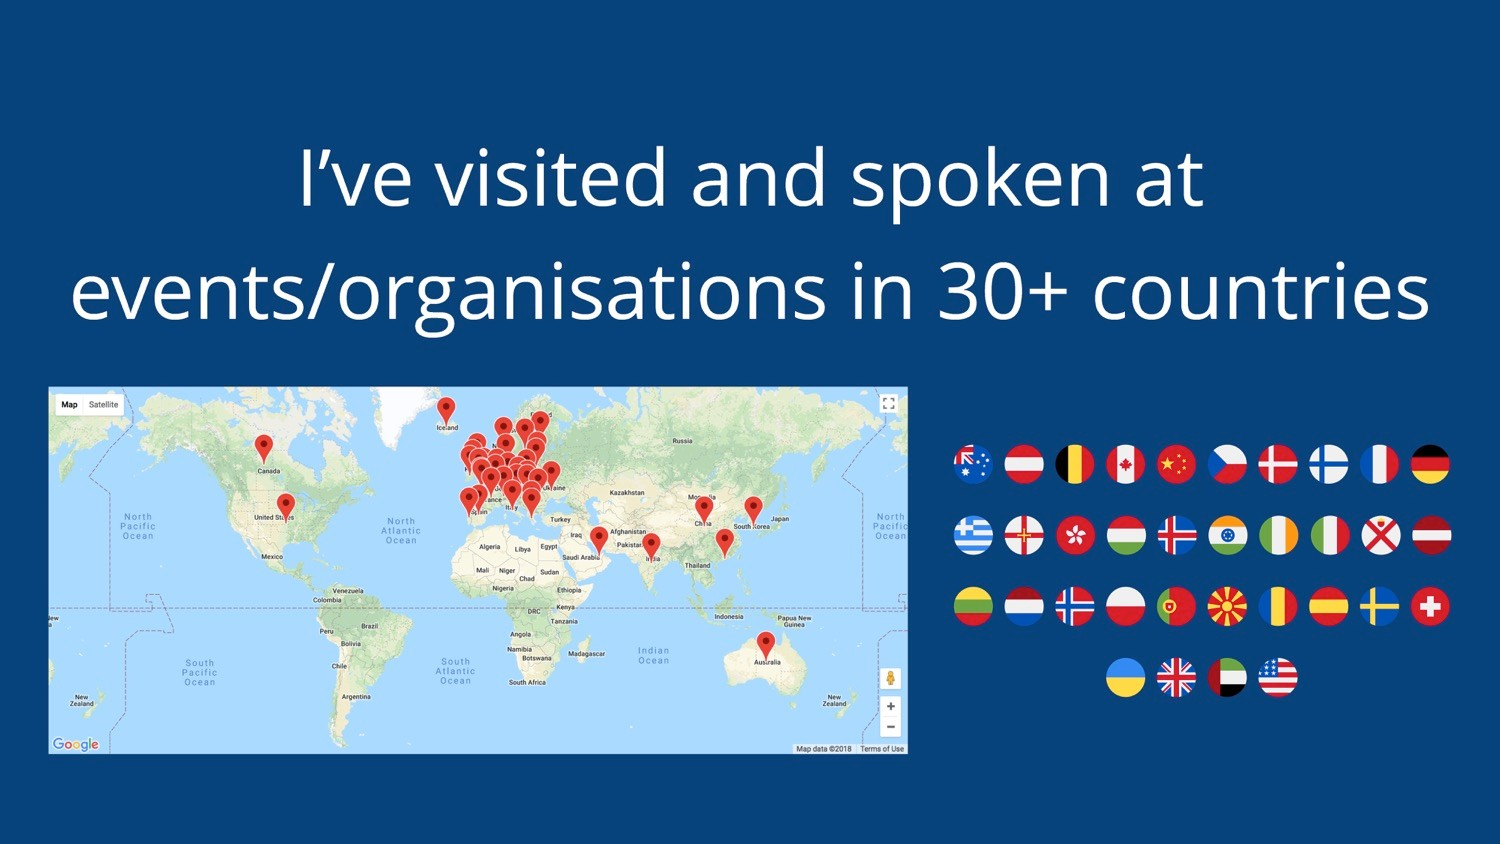 I've visited and spoken at
events/organisations in 30+ countries
Map
Satellite
Iceland
Russia
Canada
Ukraine
United States
Spain
Italy
Kazakhstan
Mongolia
North
Pacific
Ocean
North
Atlantic
Ocean
Turkey
China
South Korea
Japan
North
Pacific
Ocean
Iraq
Afghanistan
Pakistan
Algeria
Libya
Egypt
Saudi Arabia
India
Mexico
Mali
Niger
Chad
Sudan
Thailand
Nigeria
Ethiopia
Venezuela
Colombia
DRC
Kenya
Indonesia
Papua New
Guinea
Peru
Brazil
Tanzania
Angola
Bolivia
Namibia
Botswana
Madagascar
Indian
Ocean
South
Pacific
Ocean
Chile
South
Atlantic
Ocean
Australia
South Africa
Argentina
New
Zealand
New
Zealand
Google
Map data ©2018
Terms of Use